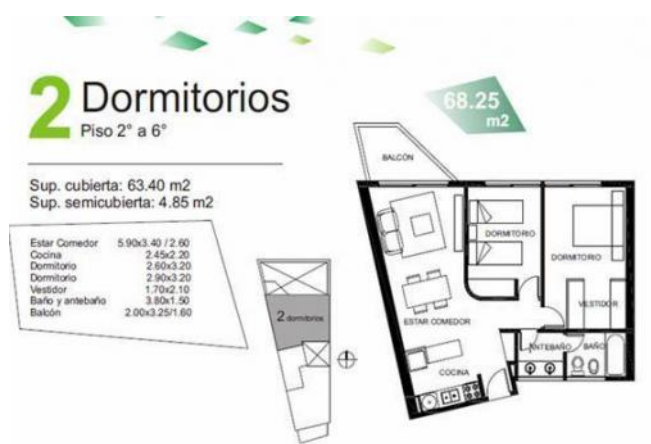 2 Dormitorios
Piso 2° a 6°
68.25
m2
Sup. cubierta: 63.40 m2
Sup. semicubierta: 4.85 m2
Estar Comedor 5.90x3.40 / 2.60
Cocina 2.45x2.20
Dormitorio 2.60x3.20
Dormitorio 2.90x3.20
Vestidor 1.70x2.10
Baño y antebaño 3.80x1.50
Balcón 2.00x3.25/1.60
2 dormitorios
BALCÓN
DORMITORIO
DORMITORIO
VESTIDOR
ESTAR COMEDOR
ANTEBAÑO
BAÑO
COCINA